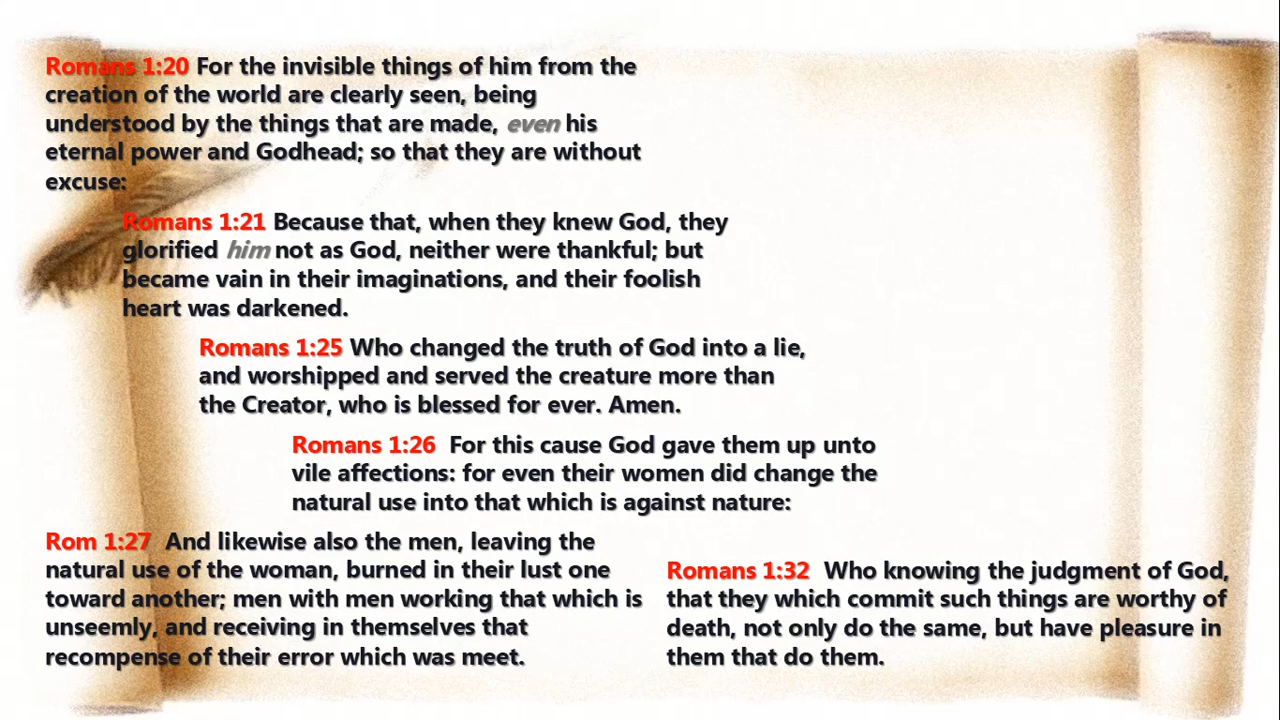 Romans 1:20 For the invisible things of him from the
creation of the world are clearly seen, being
understood by the things that are made, even his
eternal power and Godhead; so that they are without
excuse:
Romans 1:21 Because that, when they knew God, they
glorified him not as God, neither were thankful; but
became vain in their imaginations, and their foolish
heart was darkened.
Romans 1:25 Who changed the truth of God into a lie,
and worshipped and served the creature more than
the Creator, who is blessed for ever. Amen.
Romans 1:26 For this cause God gave them up unto
vile affections: for even their women did change the
natural use into that which is against nature:
Rom 1:27 And likewise also the men, leaving the
natural use of the woman, burned in their lust one
toward another; men with men working that which is
unseemly, and receiving in themselves that
recompense of their error which was meet.
Romans 1:32 Who knowing the judgment of God,
that they which commit such things are worthy of
death, not only do the same, but have pleasure in
them that do them.